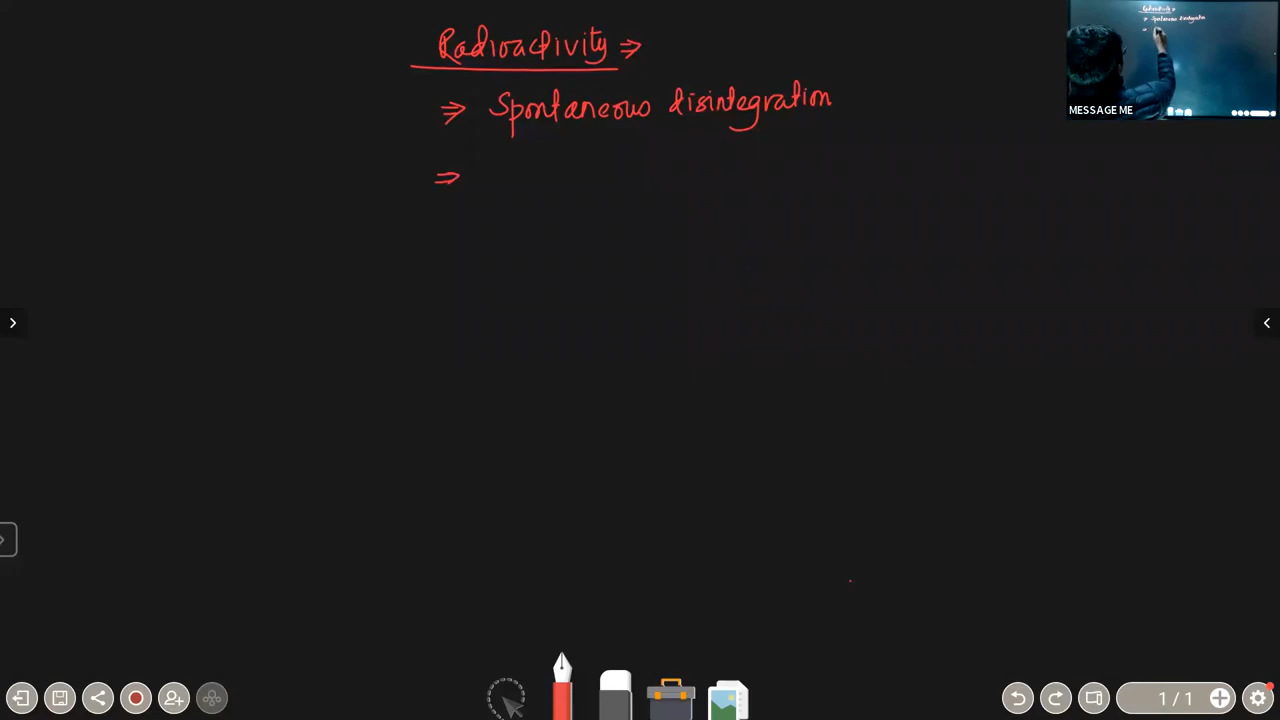 Radioactivity ⇒
⇒ Spontaneous disintegration
⇒
MESSAGE ME
1/1